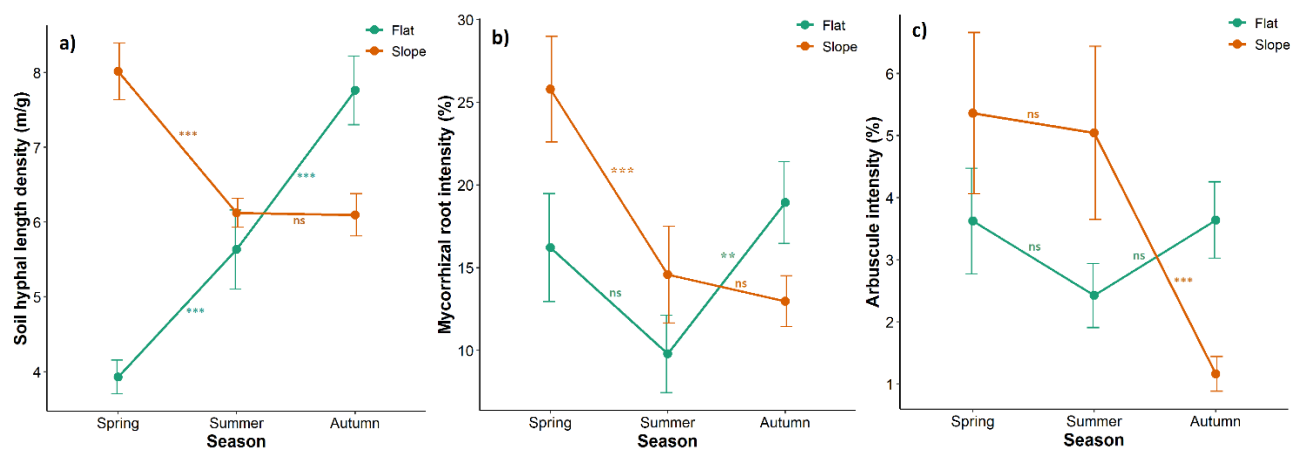 a)
Flat
Slope
Soil hyphal length density (m/g)
8
7
6
5
4
***
***
***
ns
Spring
Summer
Autumn
Season
b)
Flat
Slope
Mycorrhizal root intensity (%)
30
25
20
15
10
***
**
ns
ns
Spring
Summer
Autumn
Season
c)
Flat
Slope
Arbuscule intensity (%)
6
5
4
3
2
1
ns
ns
ns
***
Spring
Summer
Autumn
Season